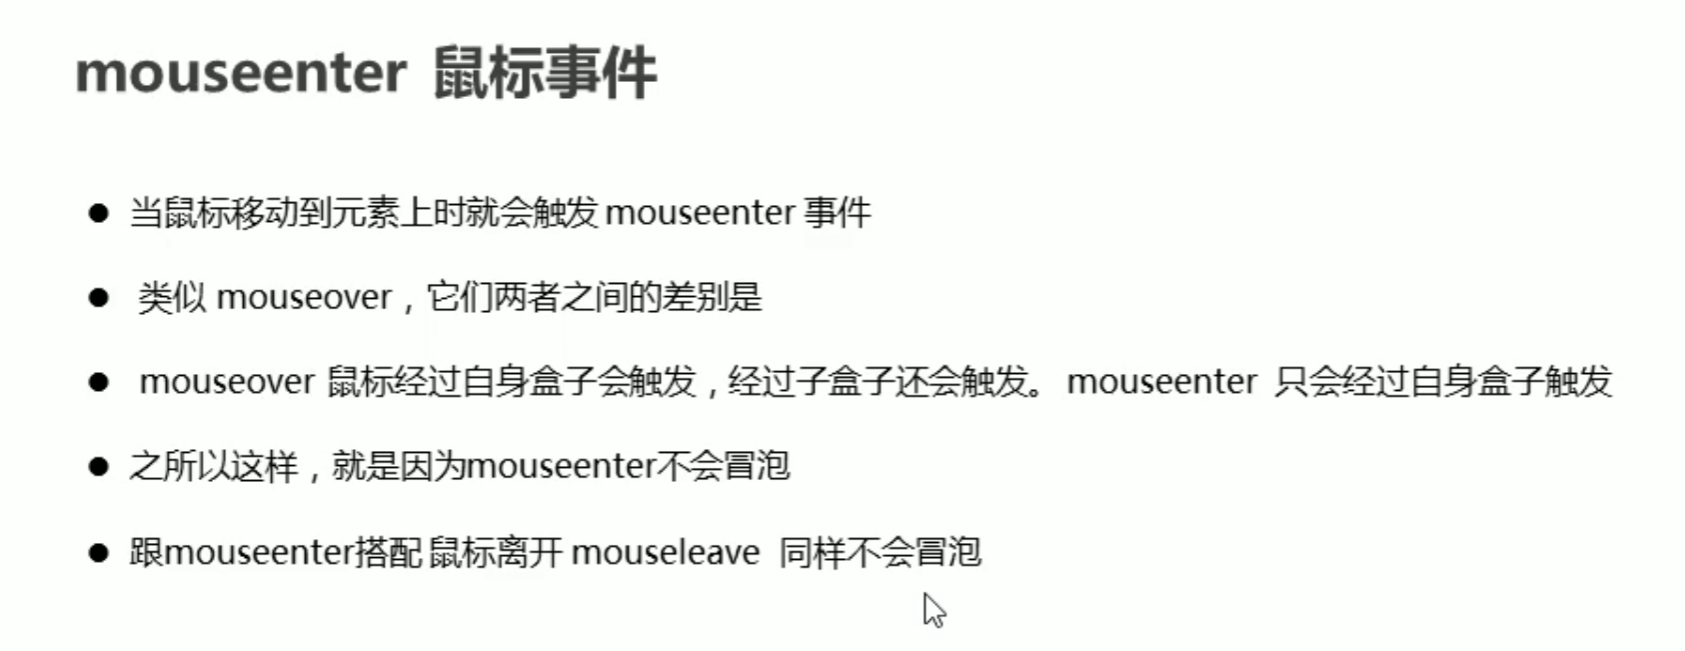 mouseenter 鼠标事件
● 当鼠标移动到元素上时就会触发 mouseenter 事件
● 类似 mouseover，它们两者之间的差别是
● mouseover 鼠标经过自身盒子会触发，经过子盒子还会触发。 mouseenter 只会经过自身盒子触发
● 之所以这样，就是因为mouseenter不会冒泡
● 跟mouseenter搭配 鼠标离开 mouseleave 同样不会冒泡